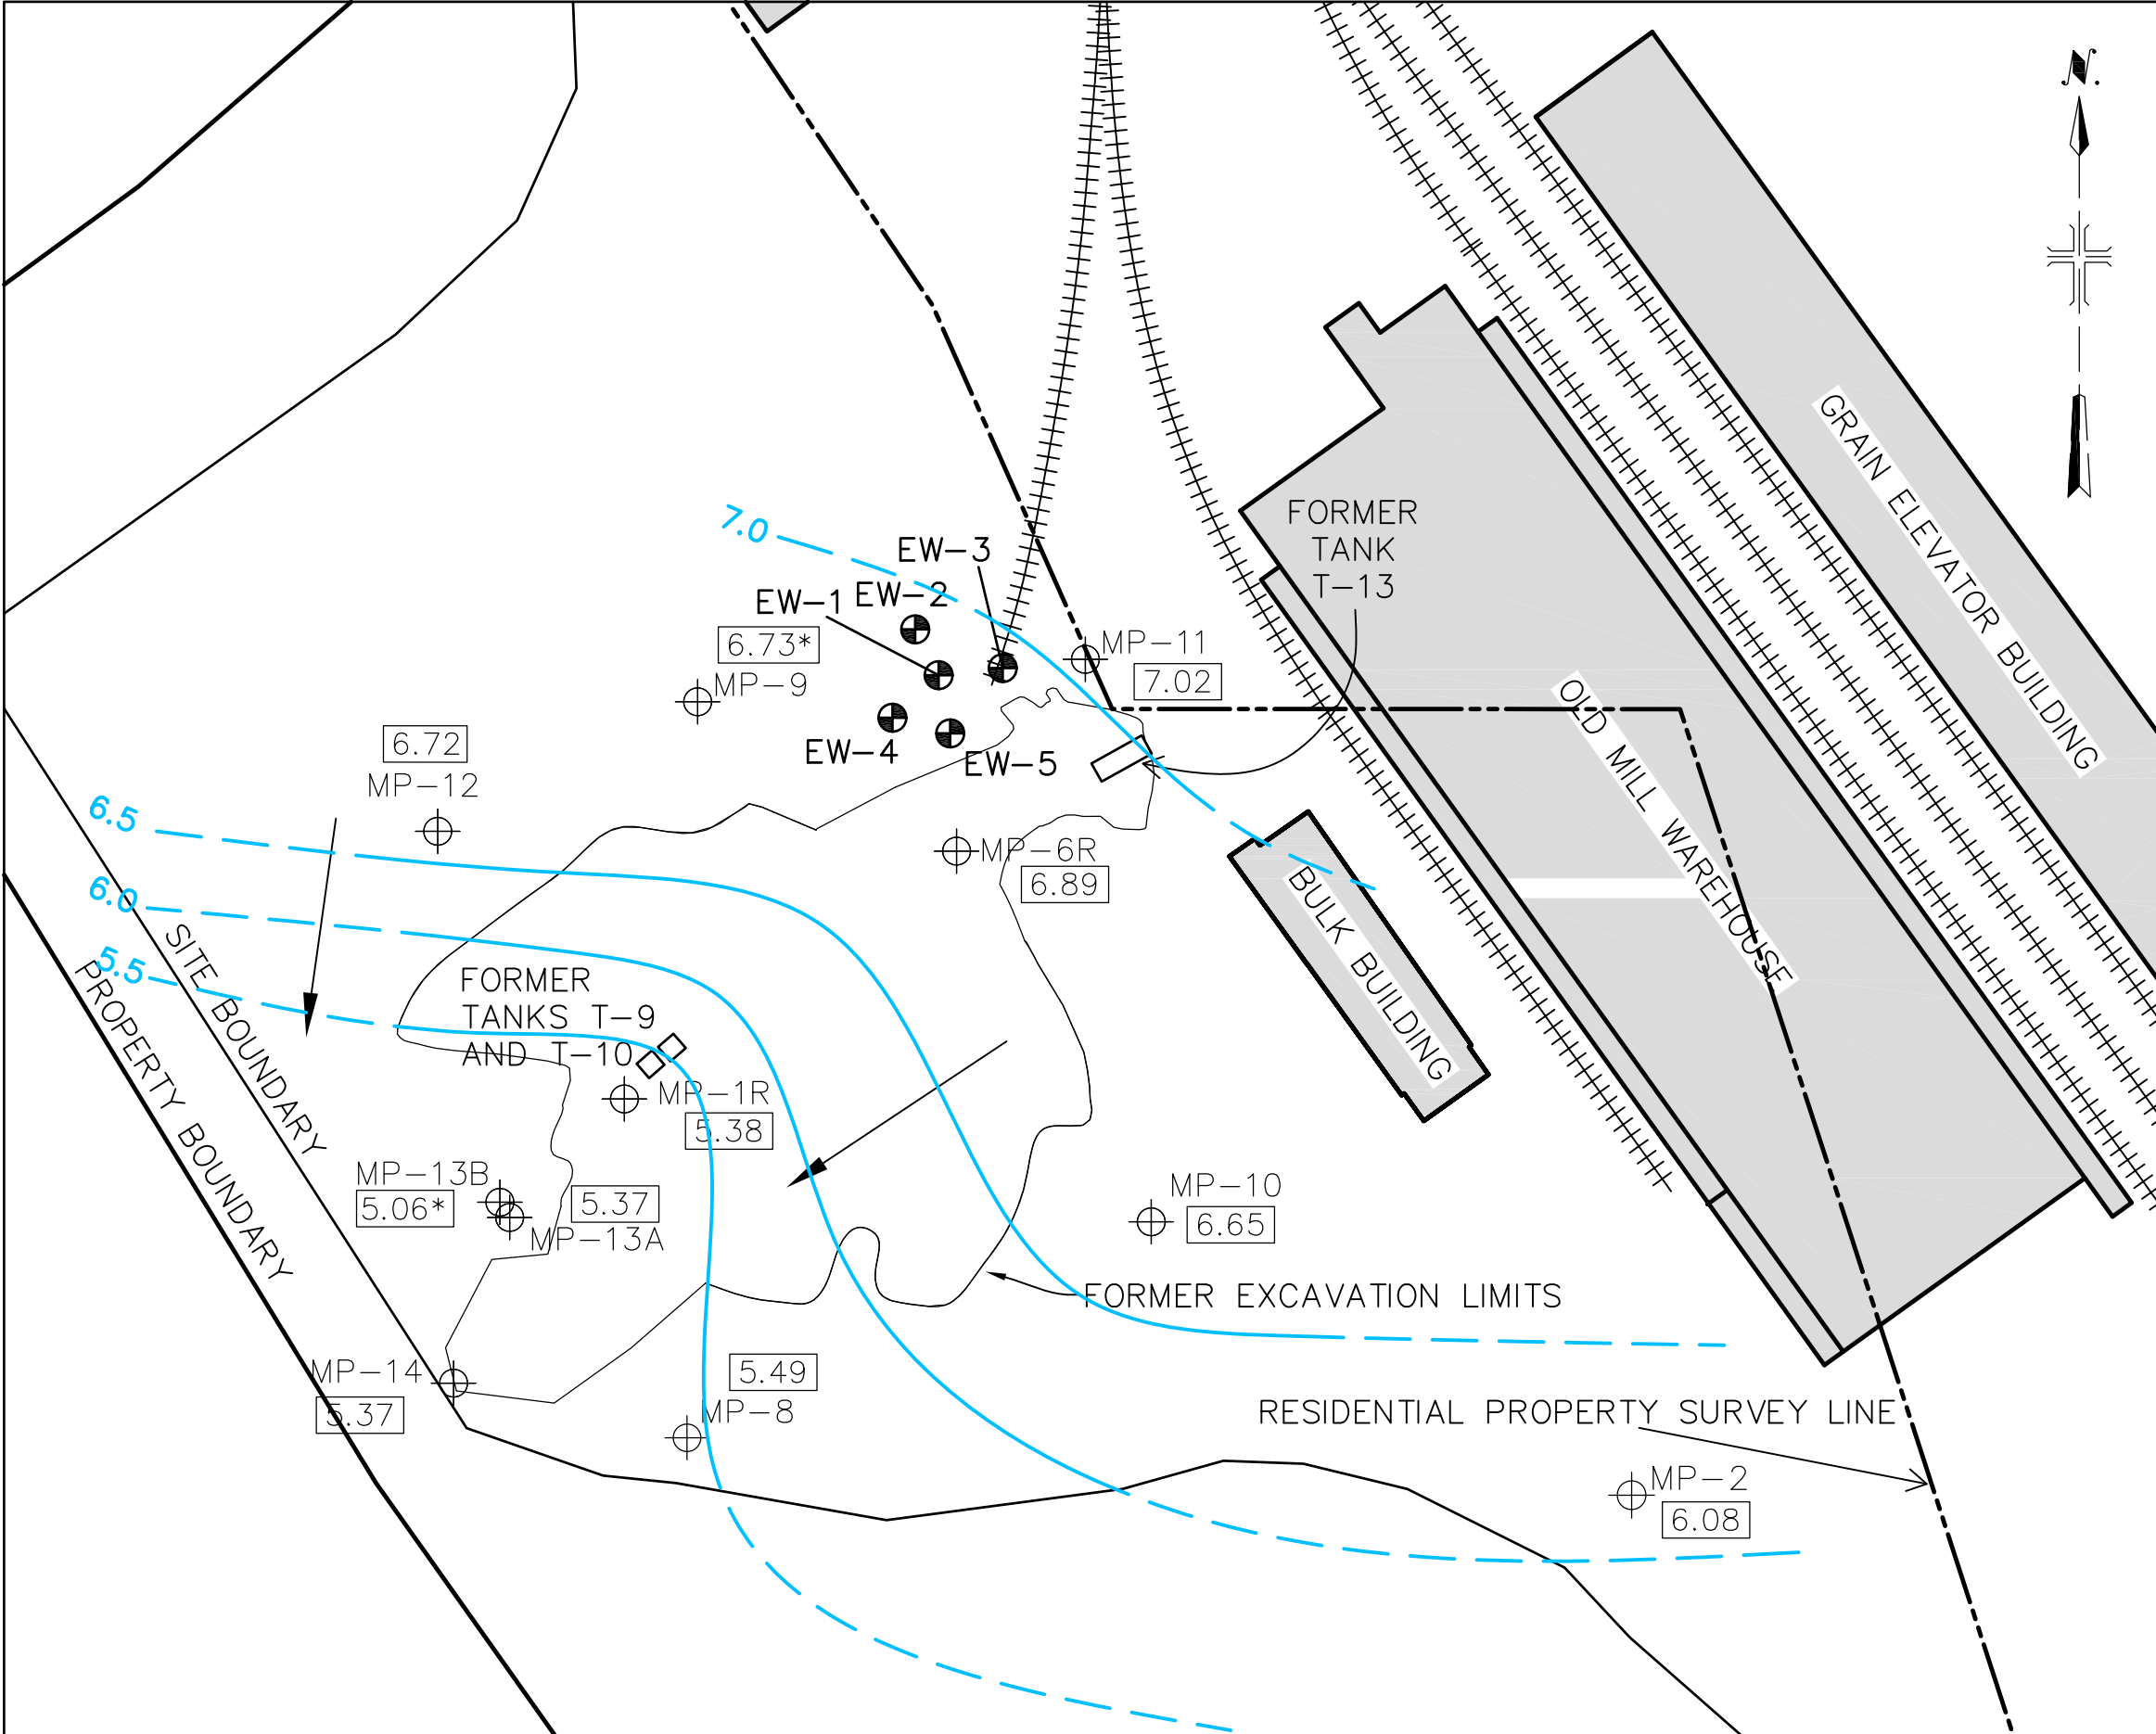 N.
GRAIN ELEVATOR BUILDING
7.0
FORMER
TANK
T-13
EW-3
EW-2
EW-1
6.73*
MP-9
MP-11
7.02
6.72
MP-12
EW-4
EW-5
OLD MILL WAREHOUSE
6.5
MP-6R
6.89
6.0
BULK BUILDING
5.5
SITE BOUNDARY
PROPERTY BOUNDARY
FORMER
TANKS T-9
AND T-10
MP-1R
5.38
MP-13B
5.06*
5.37
MP-13A
MP-10
6.65
FORMER EXCAVATION LIMITS
MP-14
5.37
5.49
MP-8
RESIDENTIAL PROPERTY SURVEY LINE
MP-2
6.08